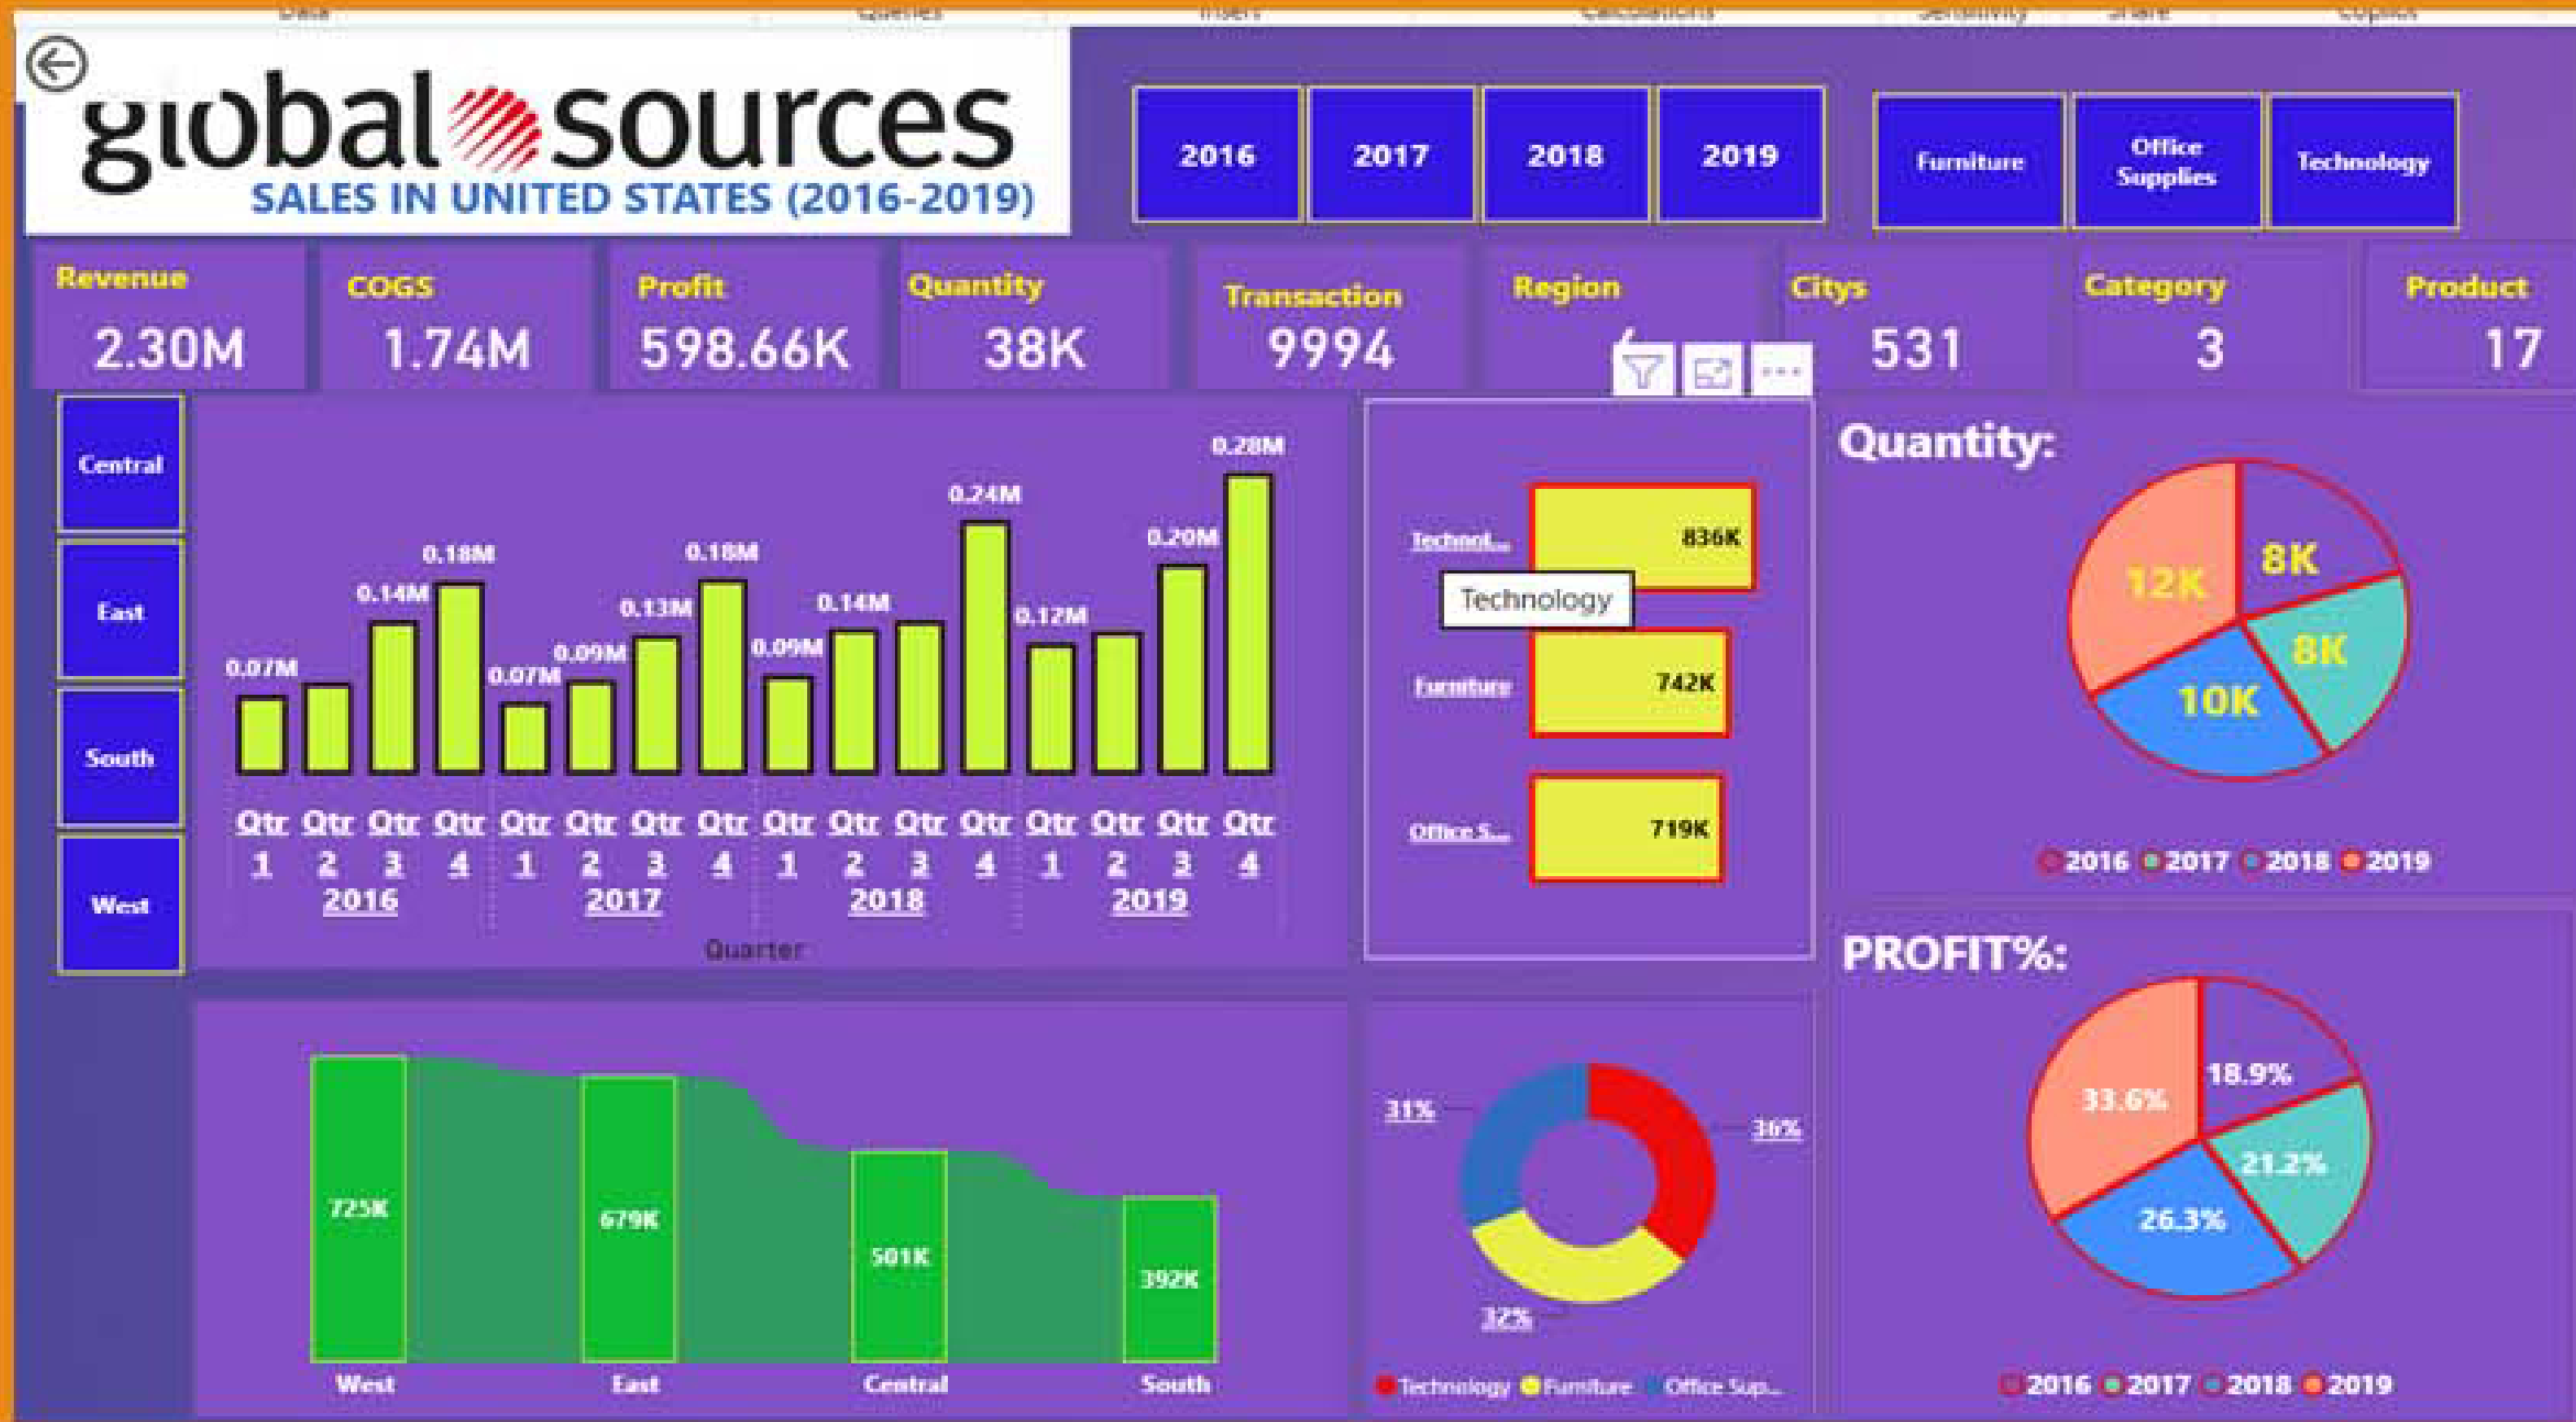 Data Queries Insert Calculations Sensitivity Share Copilot
global sources
SALES IN UNITED STATES (2016-2019)
2016 2017 2018 2019
Furniture
Office
Supplies
Technology
Revenue
2.30M
COGS
1.74M
Profit
598.66K
Quantity
38K
Transaction
9994
Region
Citys
531
Category
3
Product
17
Central
East
South
West
0.07M 0.14M 0.18M 0.07M 0.09M 0.13M 0.18M 0.09M 0.14M 0.24M 0.12M 0.20M 0.28M
Qtr Qtr Qtr Qtr Qtr Qtr Qtr Qtr Qtr Qtr Qtr Qtr Qtr Qtr Qtr Qtr
1 2 3 4 1 2 3 4 1 2 3 4 1 2 3 4
2016 2017 2018 2019
Quarter
Technol... 836K
Technology
Furniture 742K
Office S... 719K
Quantity:
12K 8K
8K
10K
2016 2017 2018 2019
725K 679K 501K 392K
West East Central South
31% 36%
32%
Technology Furniture Office Sup...
PROFIT%:
33.6% 18.9%
21.2%
26.3%
2016 2017 2018 2019